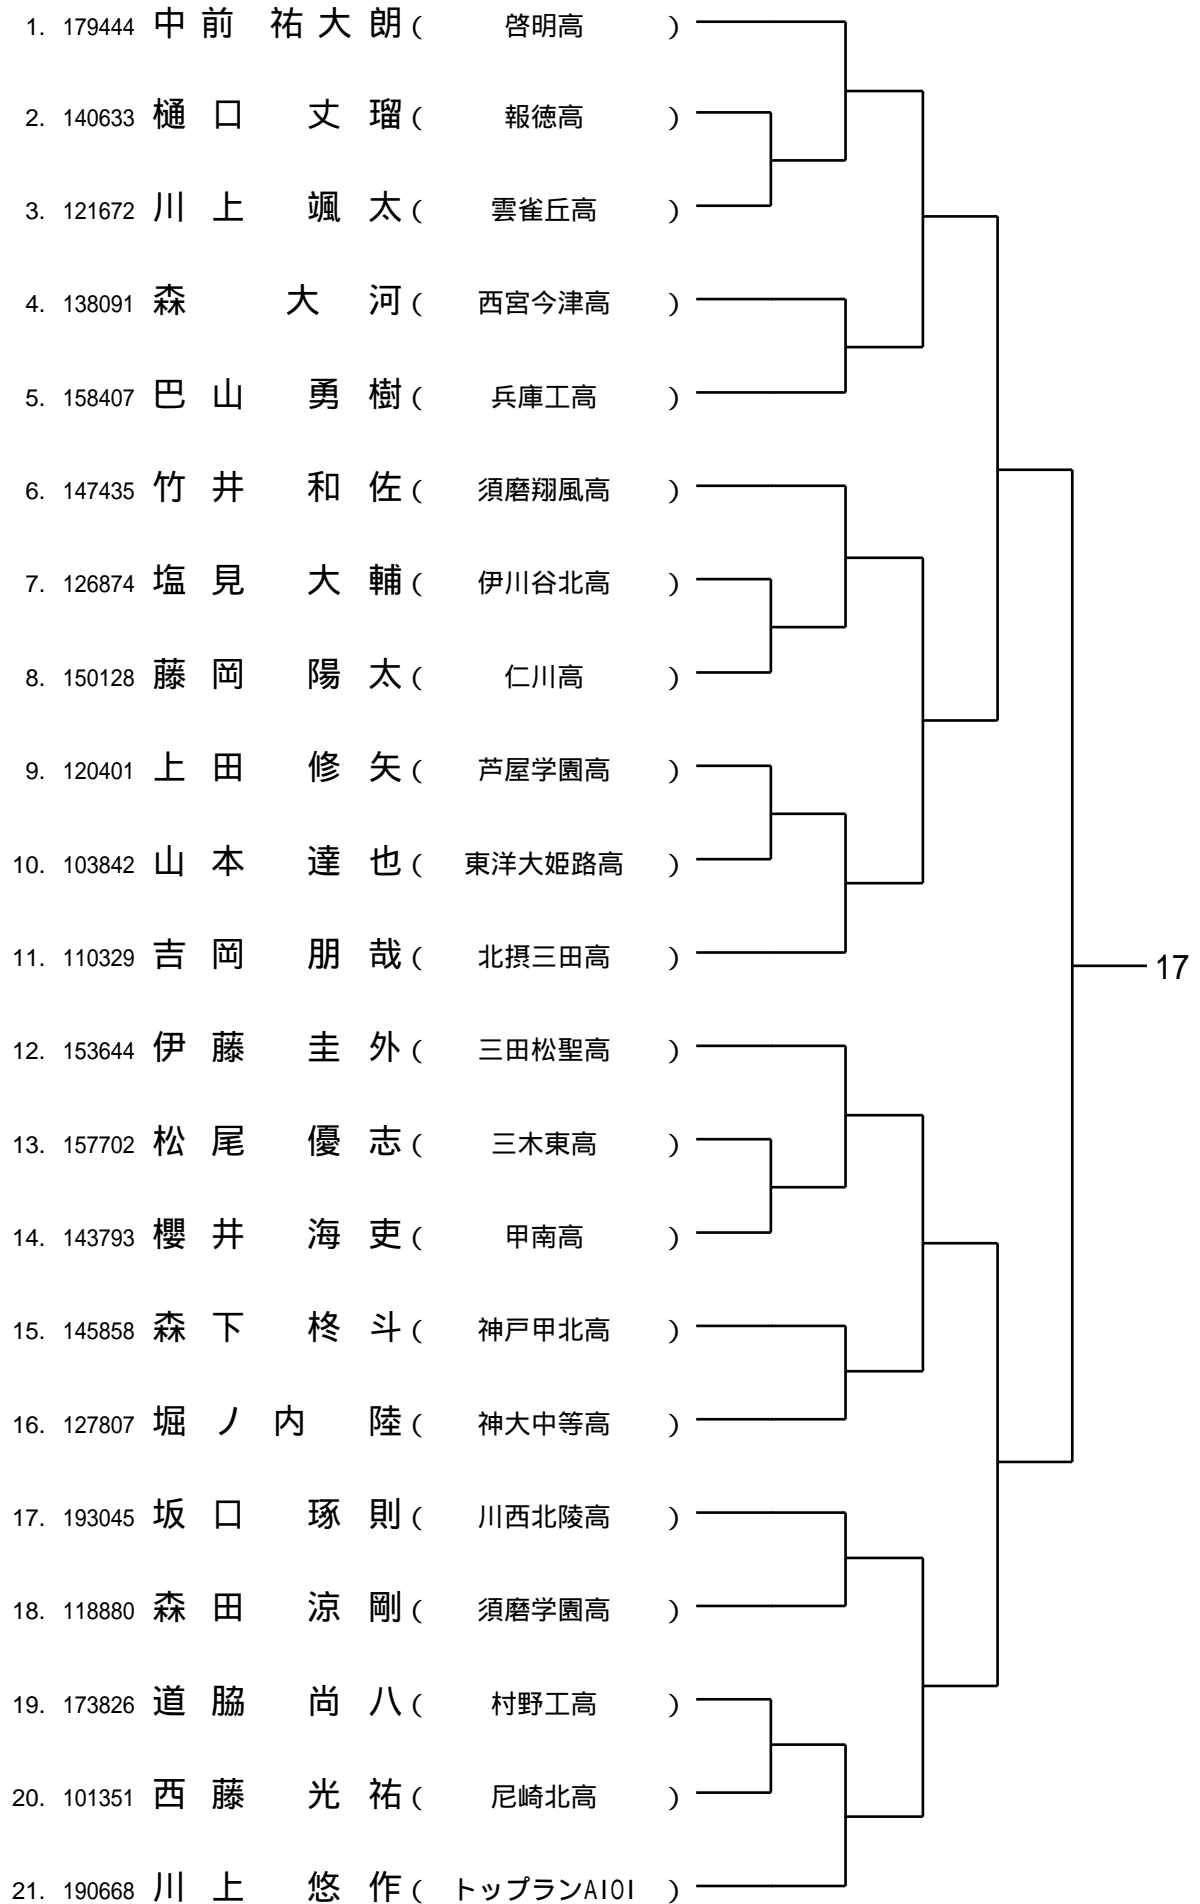 1. 179444 中前 祐大朗 ( 啓明高 )
2. 140633 樋口 丈瑠 ( 報徳高 )
3. 121672 川上 颯太 ( 雲雀丘高 )
4. 138091 森 大河 ( 西宮今津高 )
5. 158407 巴山 勇樹 ( 兵庫工高 )
6. 147435 竹井 和佐 ( 須磨翔風高 )
7. 126874 塩見 大輔 ( 伊川谷北高 )
8. 150128 藤岡 陽太 ( 仁川高 )
9. 120401 上田 修矢 ( 芦屋学園高 )
10. 103842 山本 達也 ( 東洋大姫路高 )
11. 110329 吉岡 朋哉 ( 北摂三田高 )
17
12. 153644 伊藤 圭外 ( 三田松聖高 )
13. 157702 松尾 優志 ( 三木東高 )
14. 143793 櫻井 海吏 ( 甲南高 )
15. 145858 森下 柊斗 ( 神戸甲北高 )
16. 127807 堀ノ内 陸 ( 神大中等高 )
17. 193045 坂口 琢則 ( 川西北陵高 )
18. 118880 森田 涼剛 ( 須磨学園高 )
19. 173826 道脇 尚八 ( 村野工高 )
20. 101351 西藤 光祐 ( 尼崎北高 )
21. 190668 川上 悠作 ( トップランAIOI )